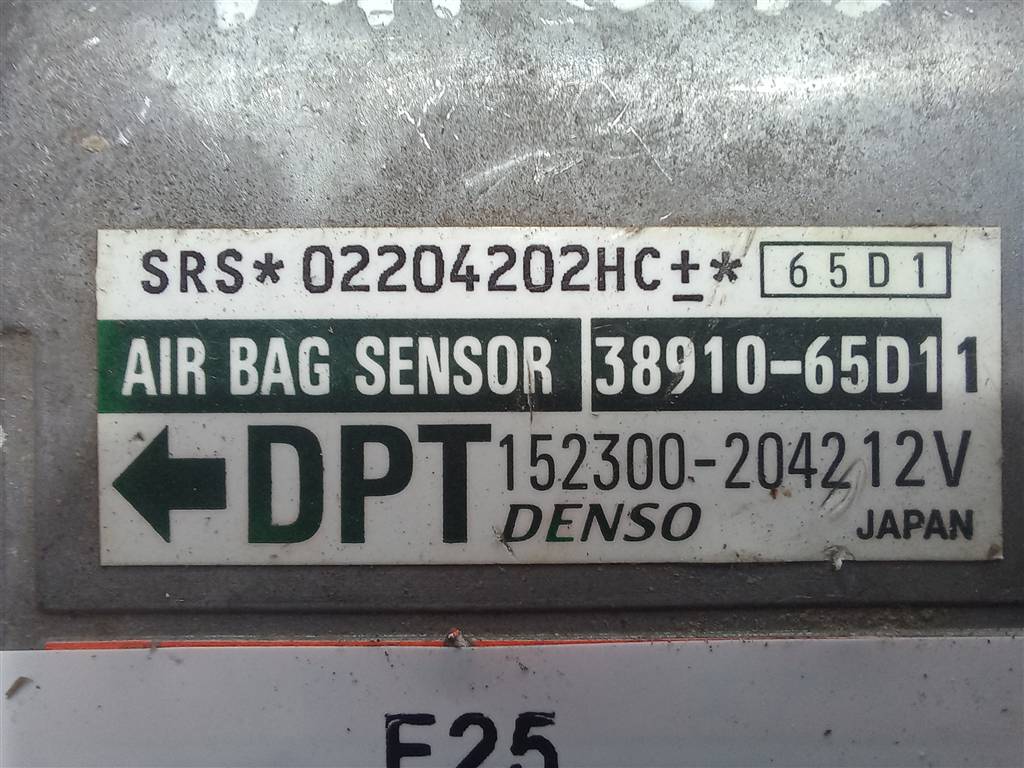 SRS*02204202HC±* 65D1
AIR BAG SENSOR 38910-65D11
DPT 152300-2042 12V
DENSO JAPAN